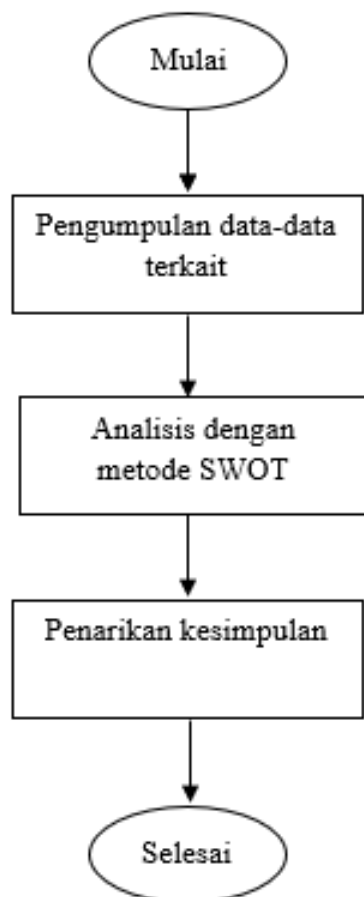 Mulai
Pengumpulan data-data
terkait
Analisis dengan
metode SWOT
Penarikan kesimpulan
Selesai